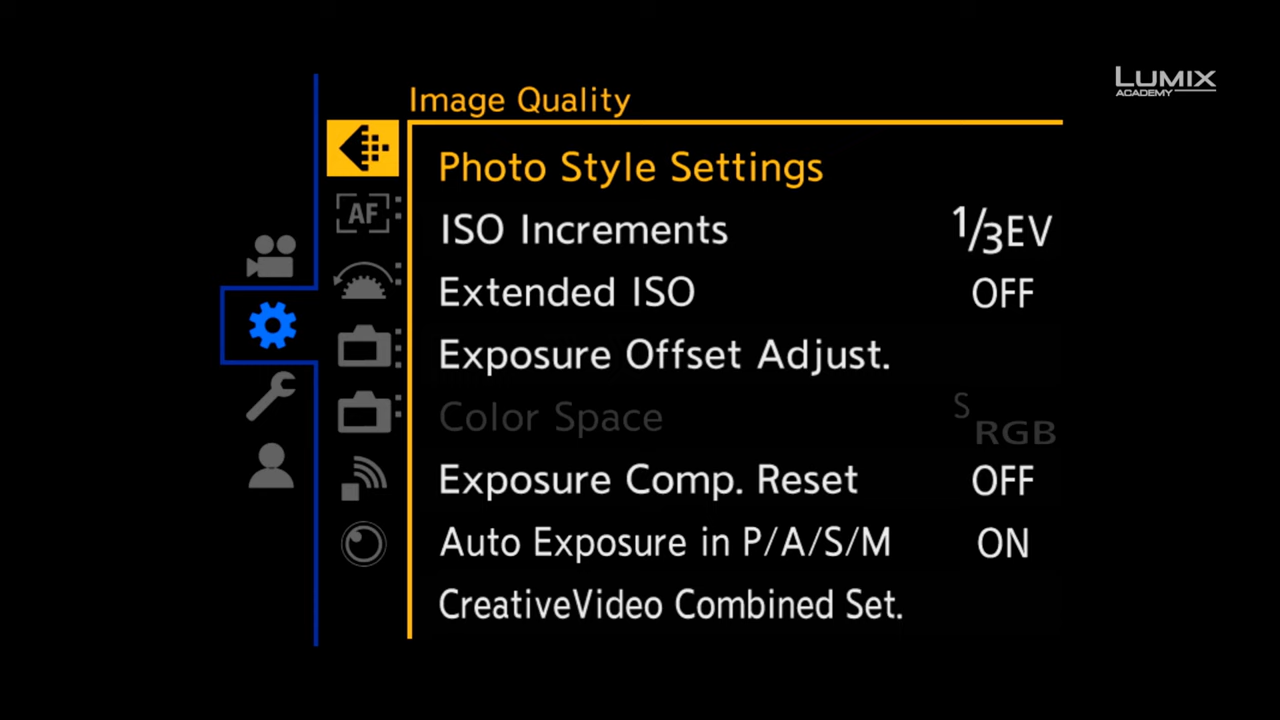 LUMIX
ACADEMY
Image Quality
Photo Style Settings
AF
ISO Increments 1/3EV
Extended ISO OFF
Exposure Offset Adjust.
Color Space sRGB
Exposure Comp. Reset OFF
Auto Exposure in P/A/S/M ON
CreativeVideo Combined Set.